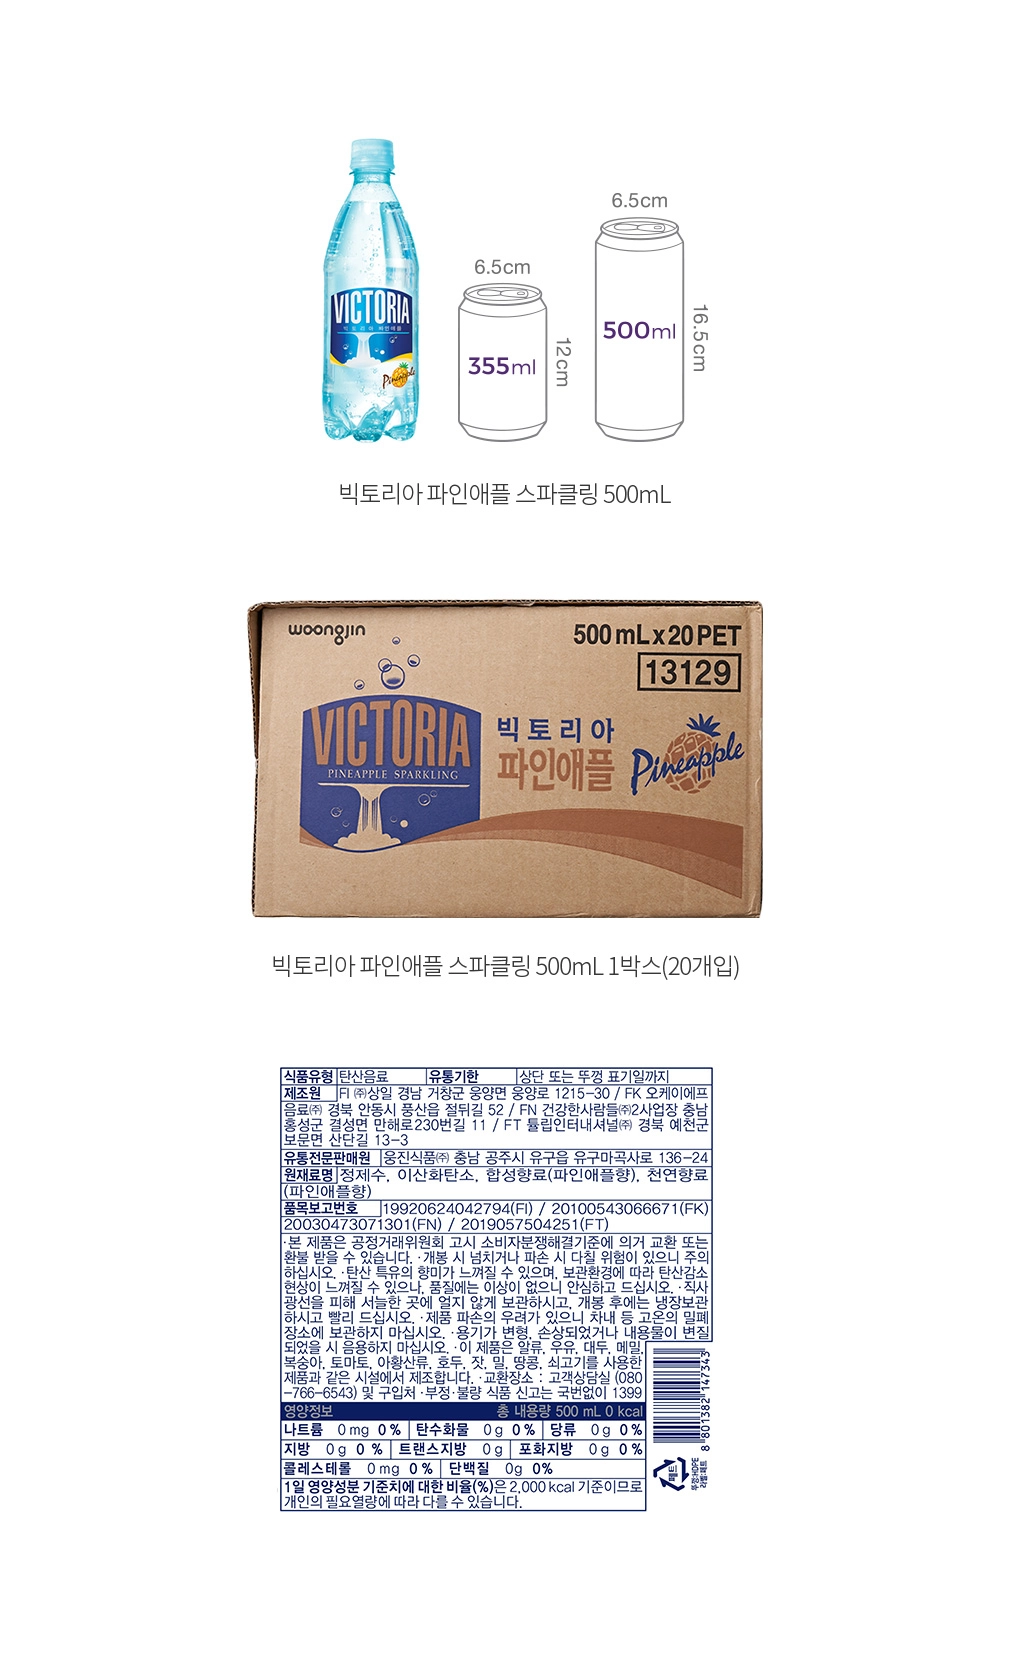 VICTORIA
빅토리아 파인애플
Pineapple
6.5cm
355ml
12cm
6.5cm
500ml
16.5cm
빅토리아 파인애플 스파클링 500mL
woongjin
500 mL x 20 PET
13129
VICTORIA
PINEAPPLE SPARKLING
빅토리아
파인애플
Pineapple
빅토리아 파인애플 스파클링 500mL 1박스(20개입)
식품유형 탄산음료 유통기한 상단 또는 뚜껑 표기일까지
제조원 FI ㈜상일 경남 거창군 웅양면 웅양로 1215-30 / FK 오케이에프
음료㈜ 경북 안동시 풍산읍 절뒤길 52 / FN 건강한사람들㈜2사업장 충남
홍성군 결성면 만해로230번길 11 / FT 튤립인터내셔널㈜ 경북 예천군
보문면 산단길 13-3
유통전문판매원 웅진식품㈜ 충남 공주시 유구읍 유구마곡사로 136-24
원재료명 정제수, 이산화탄소, 합성향료(파인애플향), 천연향료
(파인애플향)
품목보고번호 19920624042794(FI) / 20100543066671(FK)
20030473071301(FN) / 2019057504251(FT)
·본 제품은 공정거래위원회 고시 소비자분쟁해결기준에 의거 교환 또는
환불 받을 수 있습니다. ·개봉 시 넘치거나 파손 시 다칠 위험이 있으니 주의
하십시오. ·탄산 특유의 향미가 느껴질 수 있으며, 보관환경에 따라 탄산감소
현상이 느껴질 수 있으나, 품질에는 이상이 없으니 안심하고 드십시오. ·직사
광선을 피해 서늘한 곳에 얼지 않게 보관하시고, 개봉 후에는 냉장보관
하시고 빨리 드십시오. ·제품 파손의 우려가 있으니 차내 등 고온의 밀폐
장소에 보관하지 마십시오. ·용기가 변형, 손상되었거나 내용물이 변질
되었을 시 음용하지 마십시오. ·이 제품은 알류, 우유, 대두, 메밀,
복숭아, 토마토, 아황산류, 호두, 잣, 밀, 땅콩, 쇠고기를 사용한
제품과 같은 시설에서 제조합니다. ·교환장소 : 고객상담실 (080
-766-6543) 및 구입처 ·부정·불량 식품 신고는 국번없이 1399
영양정보 총 내용량 500 mL 0 kcal
나트륨 0 mg 0 % 탄수화물 0 g 0 % 당류 0 g 0 %
지방 0 g 0 % 트랜스지방 0 g 포화지방 0 g 0 %
콜레스테롤 0 mg 0 % 단백질 0g 0%
1일 영양성분 기준치에 대한 비율(%)은 2,000 kcal 기준이므로
개인의 필요열량에 따라 다를 수 있습니다.
8 801382 147343
페트
뚜껑:HDPE
라벨:페트